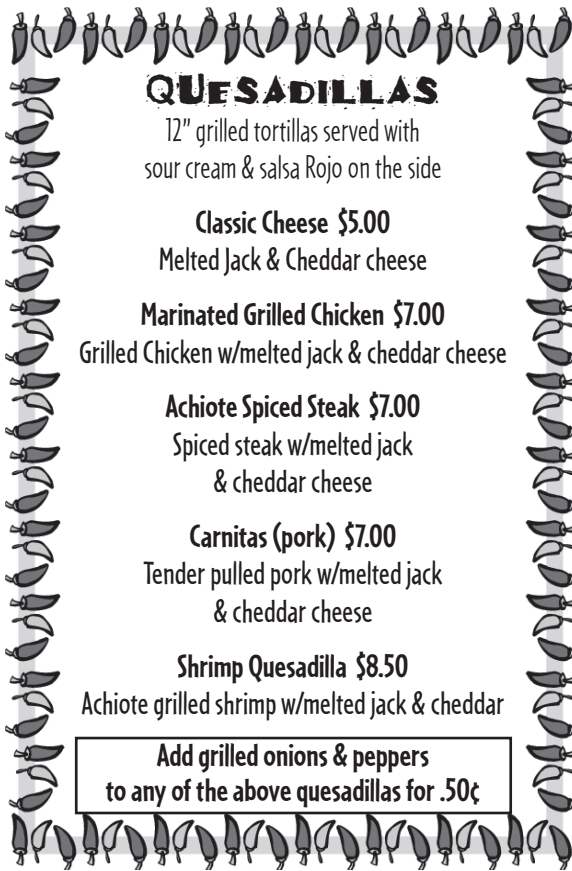 QUESADILLAS
12" grilled tortillas served with
sour cream & salsa Rojo on the side
Classic Cheese $5.00
Melted Jack & Cheddar cheese
Marinated Grilled Chicken $7.00
Grilled Chicken w/melted jack & cheddar cheese
Achiote Spiced Steak $7.00
Spiced steak w/melted jack
& cheddar cheese
Carnitas (pork) $7.00
Tender pulled pork w/melted jack
& cheddar cheese
Shrimp Quesadilla $8.50
Achiote grilled shrimp w/melted jack & cheddar
Add grilled onions & peppers
to any of the above quesadillas for .50¢